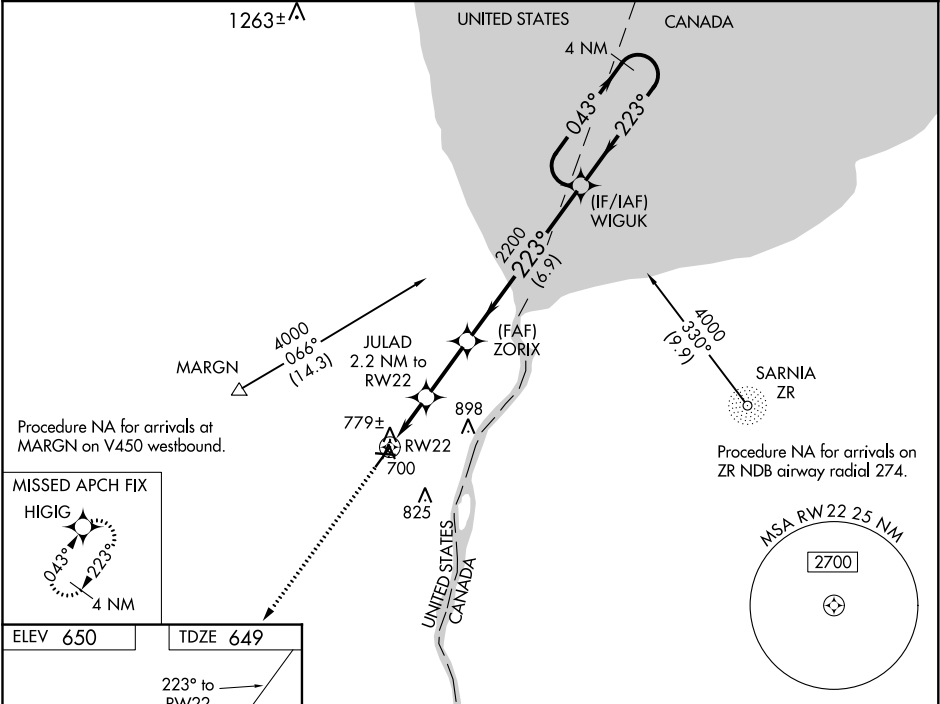 1263±
UNITED STATES
CANADA
4 NM
043°
223°
(IF/IAF)
WIGUK
2200
223°
(6.9)
4000
066°
(14.3)
MARGN
JULAD
2.2 NM to
RW22
(FAF)
ZORIX
4000
330°
(9.9)
SARNIA
ZR
Procedure NA for arrivals at
MARGN on V450 westbound.
779±
898
RW22
700
825
Procedure NA for arrivals on
ZR NDB airway radial 274.
MISSED APCH FIX
HIGIG
043°
223°
4 NM
UNITED STATES
CANADA
MSA RW 22 25 NM
2700
ELEV 650
TDZE 649
223° to
RW22